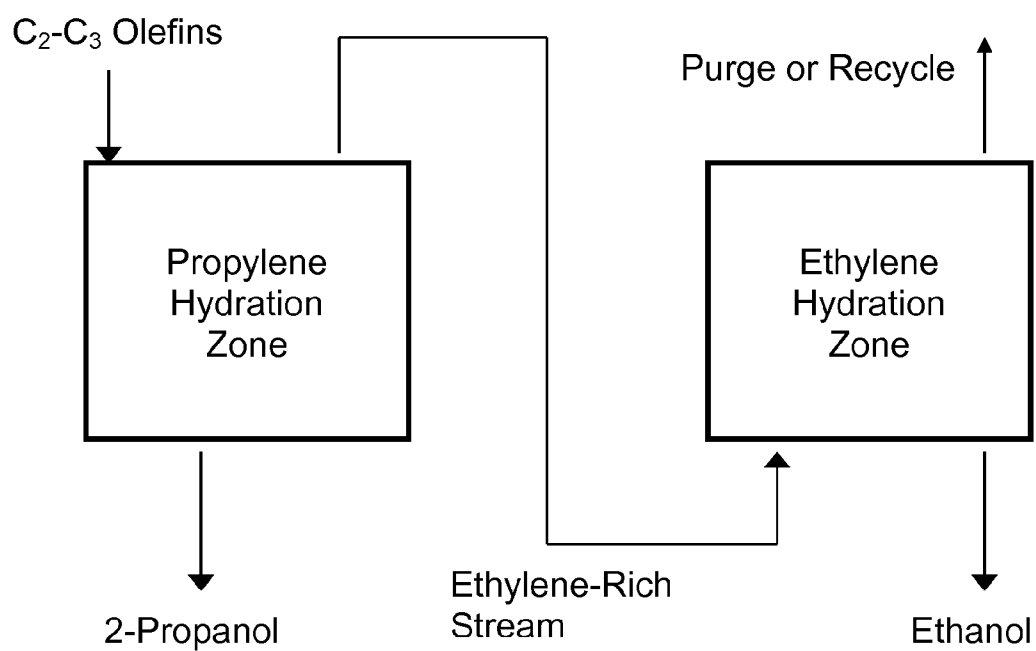 C₂-C₃ Olefins
Purge or Recycle
Propylene
Hydration
Zone
Ethylene
Hydration
Zone
Ethylene-Rich
Stream
2-Propanol
Ethanol